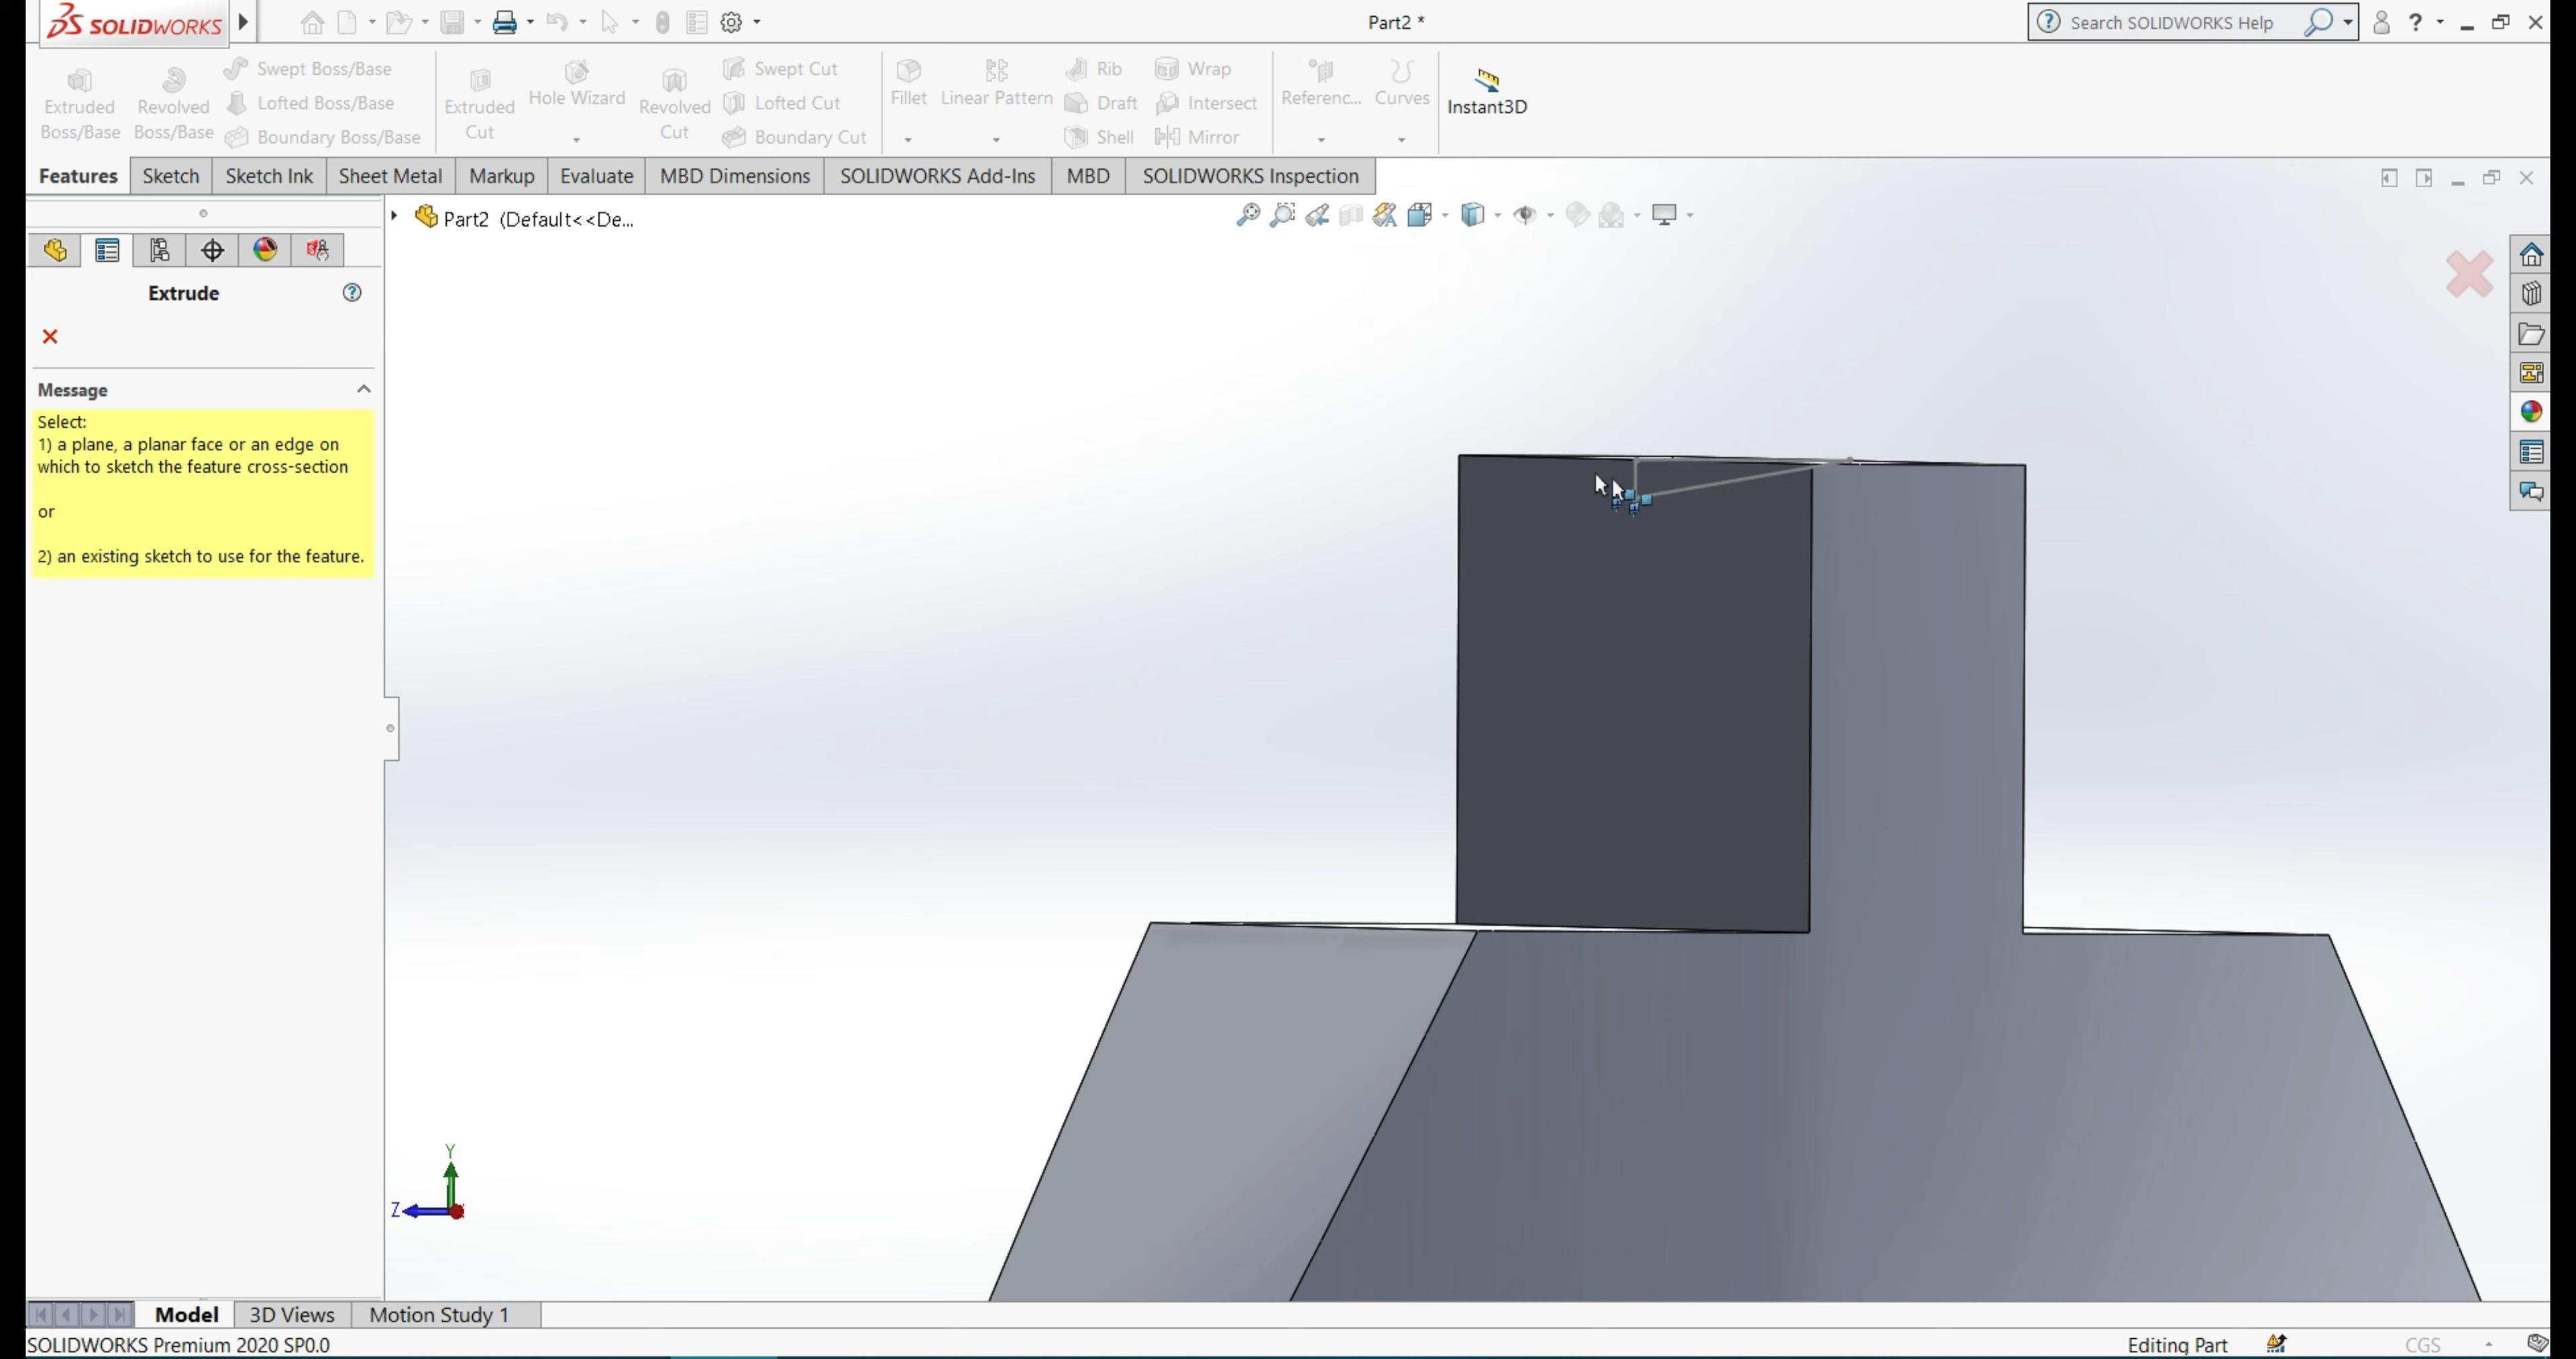 SOLIDWORKS
Part2 *
Search SOLIDWORKS Help
?
Extruded Boss/Base
Revolved Boss/Base
Swept Boss/Base
Lofted Boss/Base
Boundary Boss/Base
Extruded Cut
Hole Wizard
Revolved Cut
Swept Cut
Lofted Cut
Boundary Cut
Fillet
Linear Pattern
Rib
Draft
Shell
Wrap
Intersect
Mirror
Referenc...
Curves
Instant3D
Features
Sketch
Sketch Ink
Sheet Metal
Markup
Evaluate
MBD Dimensions
SOLIDWORKS Add-Ins
MBD
SOLIDWORKS Inspection
Part2 (Default<<De...
Extrude
Message
Select:
1) a plane, a planar face or an edge on
which to sketch the feature cross-section
or
2) an existing sketch to use for the feature.
Y
Z
Model
3D Views
Motion Study 1
SOLIDWORKS Premium 2020 SP0.0
Editing Part
CGS